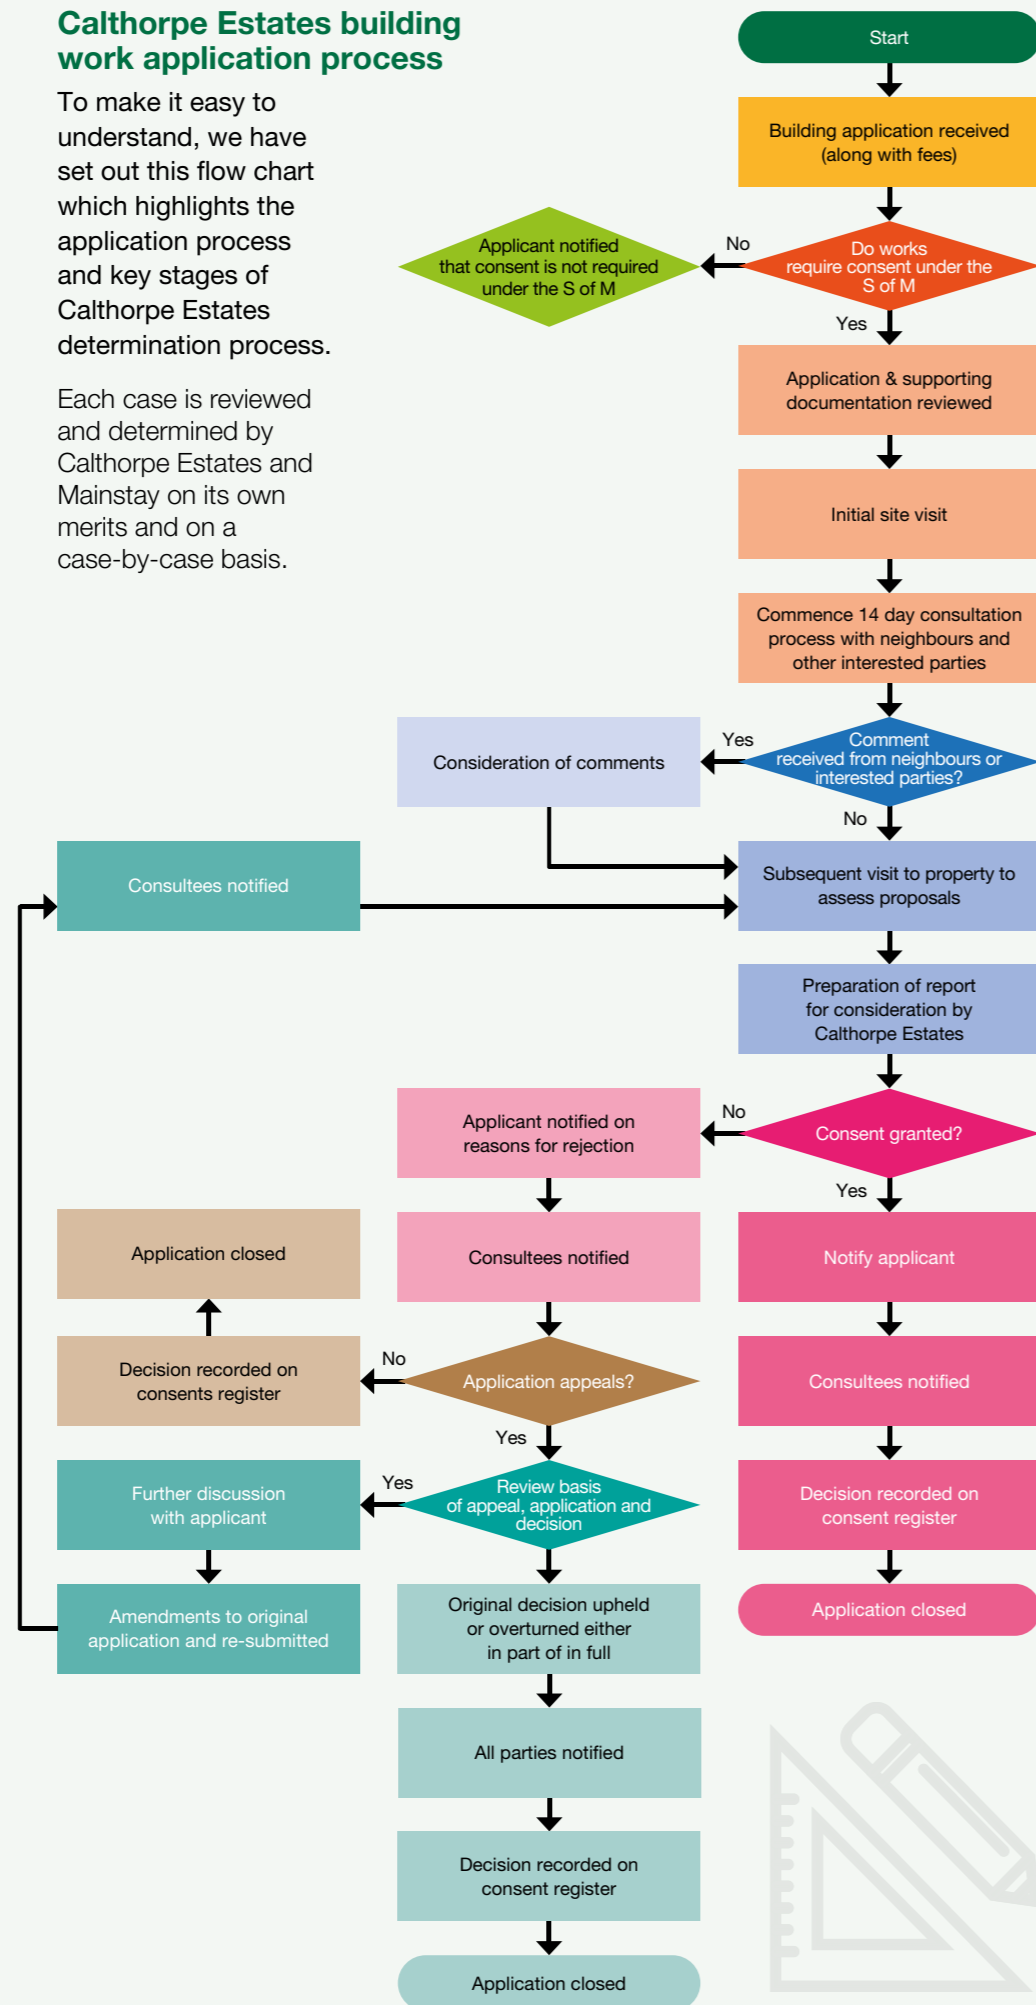 Calthorpe Estates building
work application process
To make it easy to
understand, we have
set out this flow chart
which highlights the
application process
and key stages of
Calthorpe Estates
determination process.
Each case is reviewed
and determined by
Calthorpe Estates and
Mainstay on its own
merits and on a
case-by-case basis.
Start
Building application received
(along with fees)
Do works
require consent under the
S of M
No
Applicant notified
that consent is not required
under the S of M
Yes
Application & supporting
documentation reviewed
Initial site visit
Commence 14 day consultation
process with neighbours and
other interested parties
Comment
received from neighbours or
interested parties?
Yes
Consideration of comments
No
Consultees notified
Subsequent visit to property to
assess proposals
Preparation of report
for consideration by
Calthorpe Estates
Consent granted?
No
Applicant notified on
reasons for rejection
Yes
Application closed
Consultees notified
Notify applicant
Decision recorded on
consents register
No
Application appeals?
Consultees notified
Yes
Further discussion
with applicant
Yes
Review basis
of appeal, application and
decision
Decision recorded on
consent register
Amendments to original
application and re-submitted
Original decision upheld
or overturned either
in part of in full
Application closed
All parties notified
Decision recorded on
consent register
Application closed